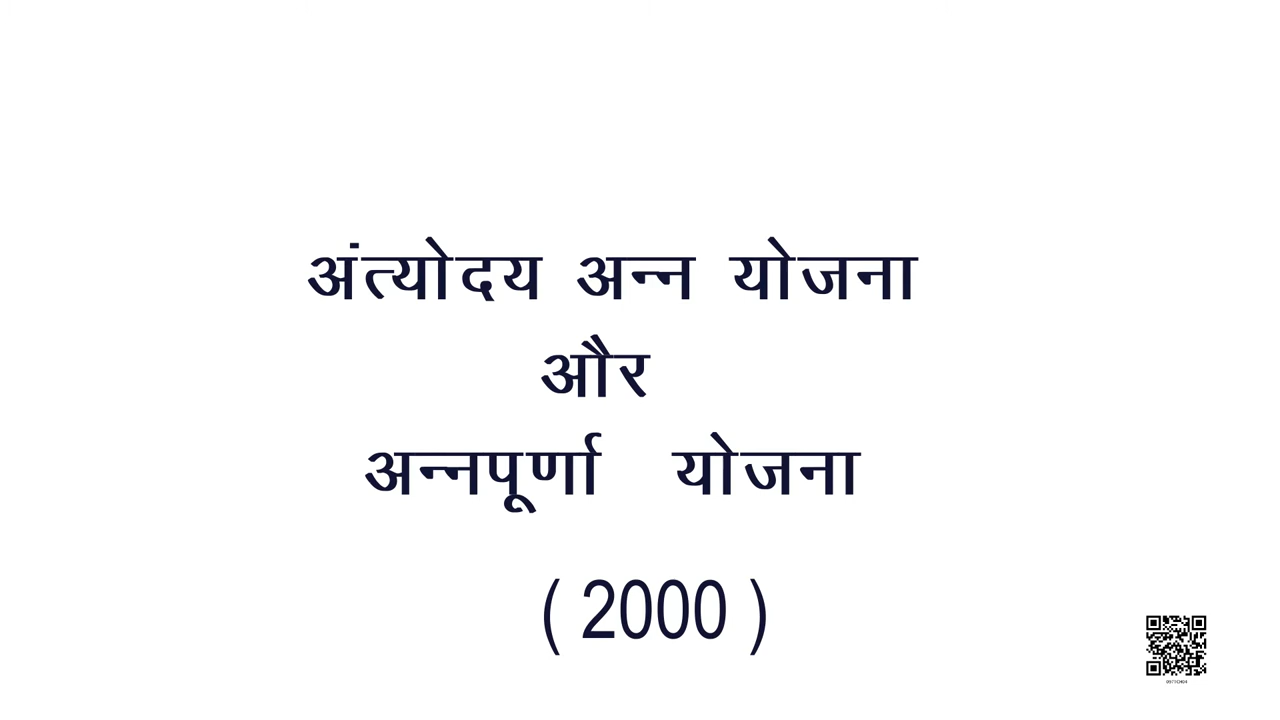 अंत्योदय अन्न योजना
और
अन्नपूर्णा योजना
( 2000 )